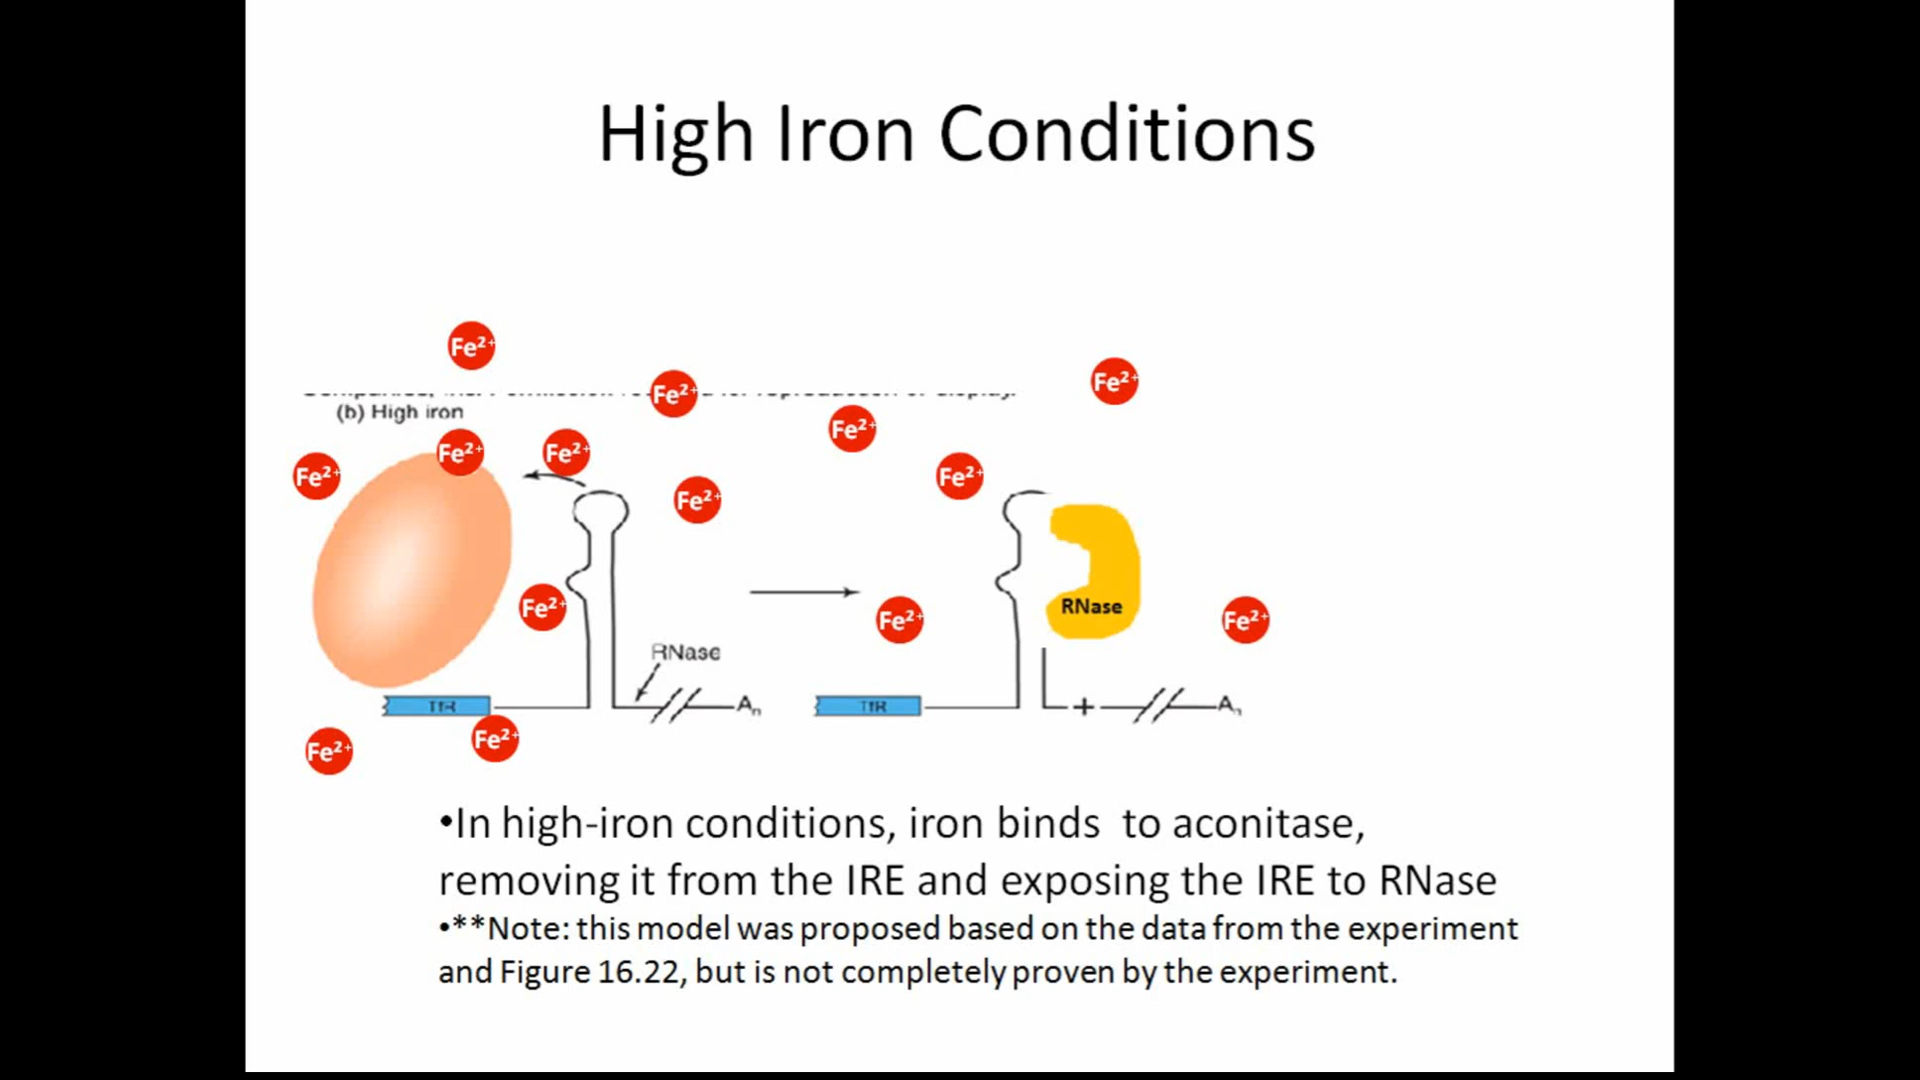 High Iron Conditions
Fe²⁺
Fe²⁺
Fe²⁺
(b) High iron
Fe²⁺
Fe²⁺
Fe²⁺
Fe²⁺
Fe²⁺
Fe²⁺
Fe²⁺
Fe²⁺
RNase
Fe²⁺
Fe²⁺
RNase
TfR
Aₙ
TfR
+
Aₙ
Fe²⁺
Fe²⁺
•In high-iron conditions, iron binds to aconitase,
removing it from the IRE and exposing the IRE to RNase
•**Note: this model was proposed based on the data from the experiment
and Figure 16.22, but is not completely proven by the experiment.